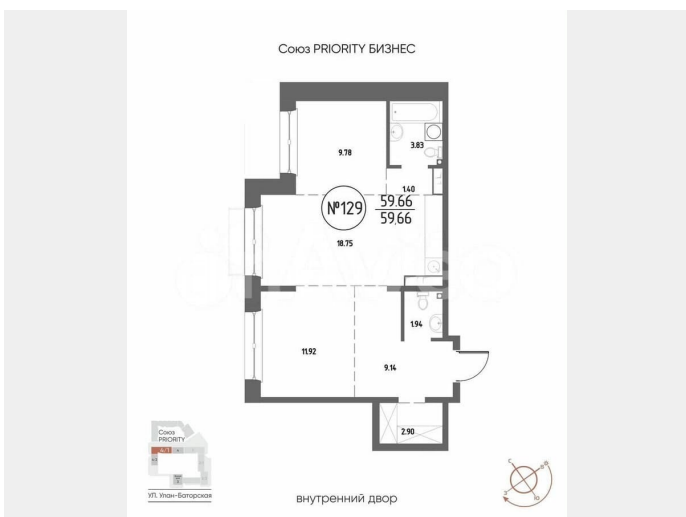 Союз PRIORITY БИЗНЕС
9.78
3.83
1.40
№129
59.66
59.66
18.75
Avito
1.94
11.92
9.14
2.90
Союз
PRIORITY
УЛ. Улан-Баторская
внутренний двор
С
В
З
Ю